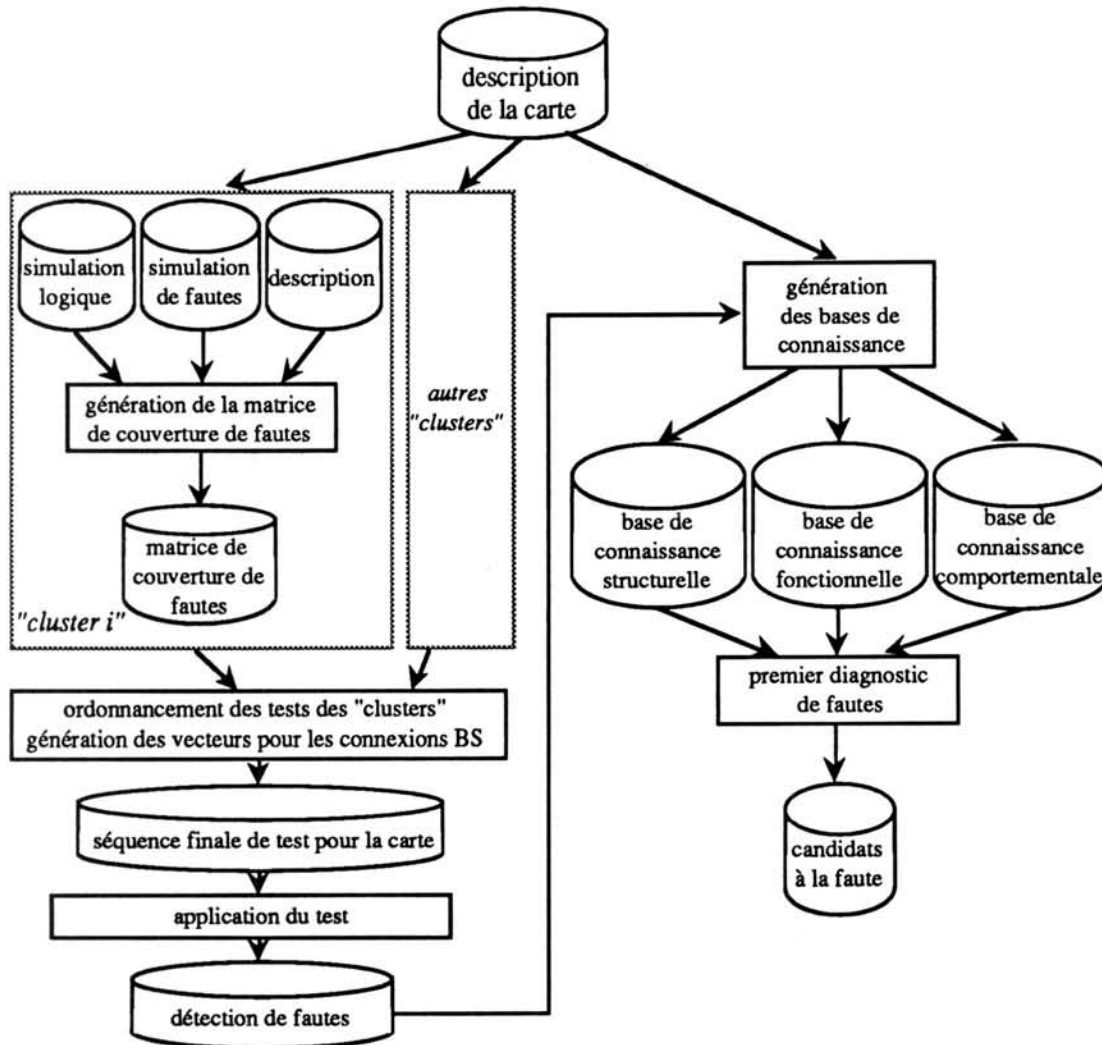 description
de la carte
simulation
logique
simulation
de fautes
description
génération de la matrice
de couverture de fautes
matrice de
couverture de
fautes
"cluster i"
autres
"clusters"
ordonnancement des tests des "clusters"
génération des vecteurs pour les connexions BS
séquence finale de test pour la carte
application du test
détection de fautes
génération
des bases de
connaissance
base de
connaissance
structurelle
base de
connaissance
fonctionnelle
base de
connaissance
comportementale
premier diagnostic
de fautes
candidats
à la faute